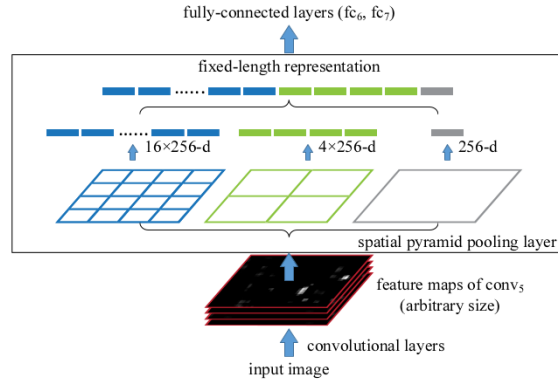 fully-connected layers (fc6, fc7)
fixed-length representation
......
......
16×256-d
4×256-d
256-d
spatial pyramid pooling layer
feature maps of conv5
(arbitrary size)
convolutional layers
input image